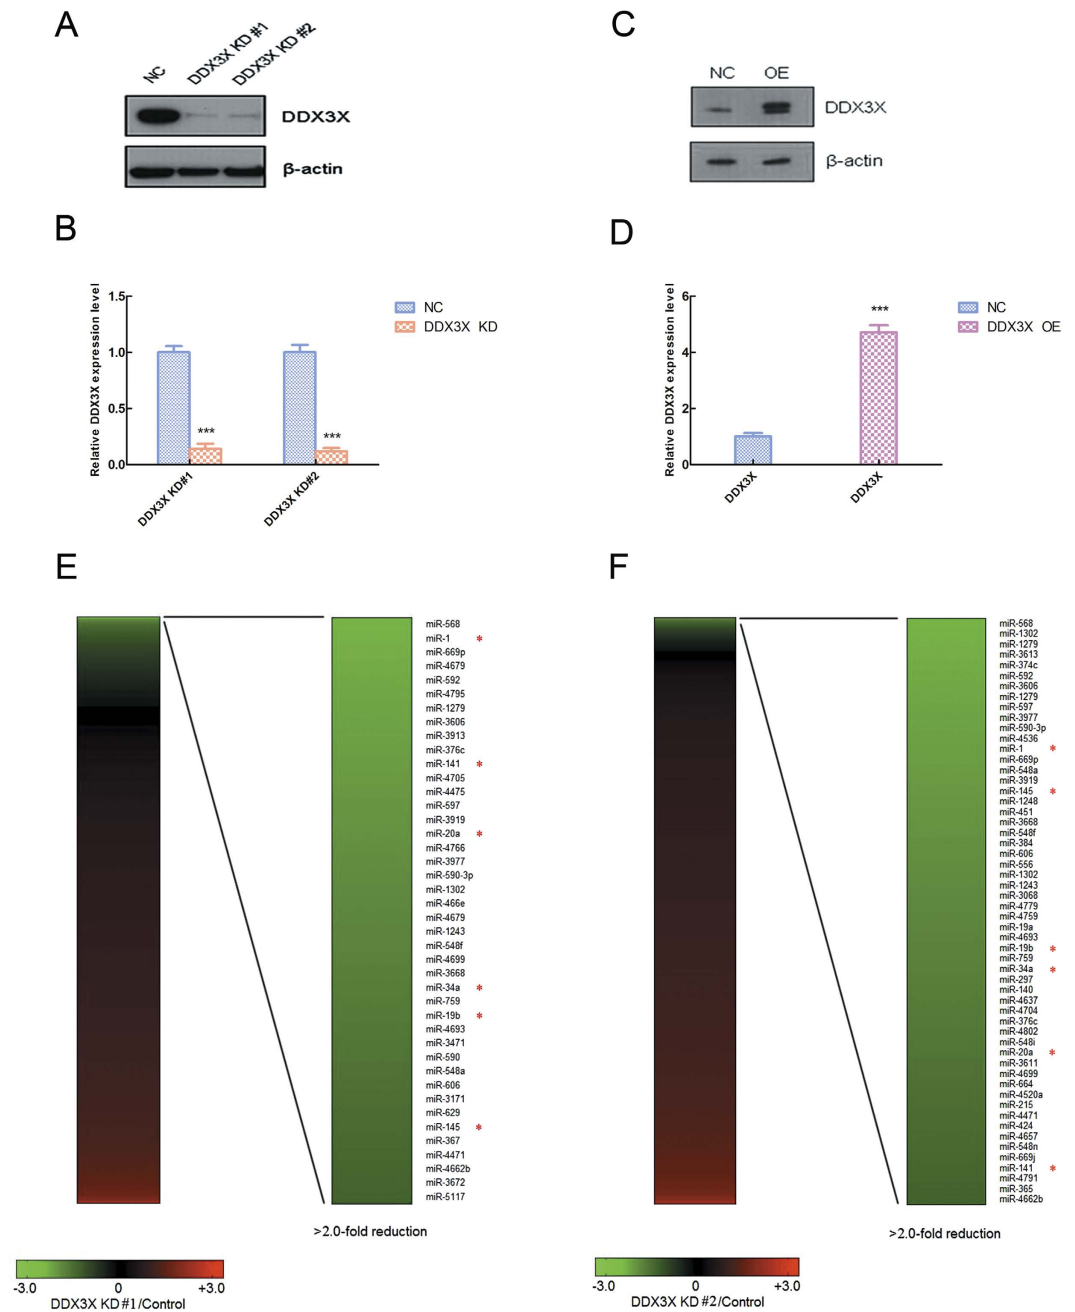 A
NC
DDX3X KD #1
DDX3X KD #2
DDX3X
β-actin
C
NC OE
DDX3X
β-actin
B
Relative DDX3X expression level
1.5
1.0
0.5
0.0
***
***
DDX3X KD#1
DDX3X KD#2
NC
DDX3X KD
D
Relative DDX3X expression level
6
4
2
0
***
DDX3X
DDX3X
NC
DDX3X OE
E
miR-568
miR-1 *
miR-669p
miR-4679
miR-592
miR-4795
miR-1279
miR-3606
miR-3913
miR-376c
miR-141 *
miR-4705
miR-4475
miR-597
miR-3919
miR-20a *
miR-4766
miR-3977
miR-590-3p
miR-1302
miR-466e
miR-4679
miR-1243
miR-548f
miR-4699
miR-3668
miR-34a *
miR-759
miR-19b *
miR-4693
miR-3471
miR-590
miR-548a
miR-606
miR-3171
miR-629
miR-145 *
miR-367
miR-4471
miR-4662b
miR-3672
miR-5117
>2.0-fold reduction
-3.0 0 +3.0
DDX3X KD #1/Control
F
miR-568
miR-1302
miR-1279
miR-3613
miR-374c
miR-592
miR-3606
miR-1279
miR-597
miR-3977
miR-590-3p
miR-4536
miR-1 *
miR-669p
miR-548a
miR-3919
miR-145 *
miR-1248
miR-451
miR-3668
miR-548f
miR-384
miR-606
miR-556
miR-1302
miR-1243
miR-3068
miR-4779
miR-4759
miR-19a
miR-4693
miR-19b *
miR-759
miR-34a *
miR-297
miR-140
miR-4637
miR-4704
miR-376c
miR-4802
miR-548i
miR-20a *
miR-3611
miR-4699
miR-664
miR-4520a
miR-215
miR-4471
miR-424
miR-4657
miR-548n
miR-669j
miR-141 *
miR-4791
miR-365
miR-4662b
>2.0-fold reduction
-3.0 0 +3.0
DDX3X KD #2/Control